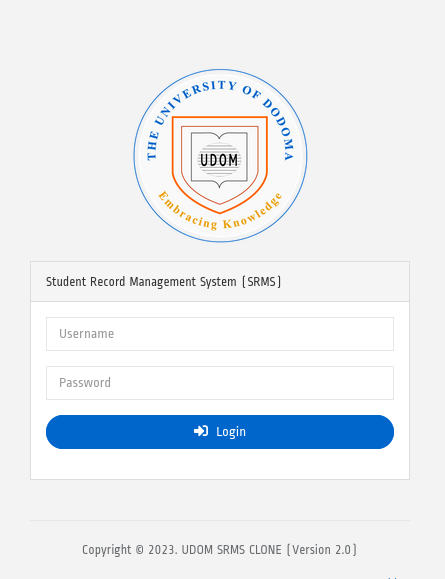 THE UNIVERSITY OF DODOMA
UDOM
Embracing Knowledge
Student Record Management System (SRMS)
Username
Password
Login
Copyright © 2023. UDOM SRMS CLONE (Version 2.0)